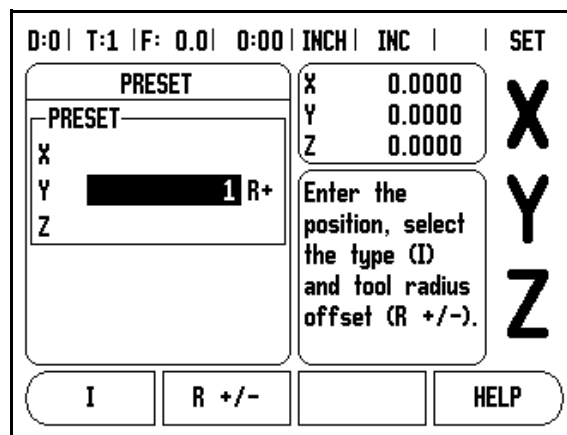 D:0 | T:1 | F: 0.0 | 0:00 | INCH | INC | | SET
PRESET
PRESET
X
Y 1 R+
Z
X 0.0000
Y 0.0000
Z 0.0000
Enter the
position, select
the type (I)
and tool radius
offset (R +/-).
X
Y
Z
I
R +/-
HELP